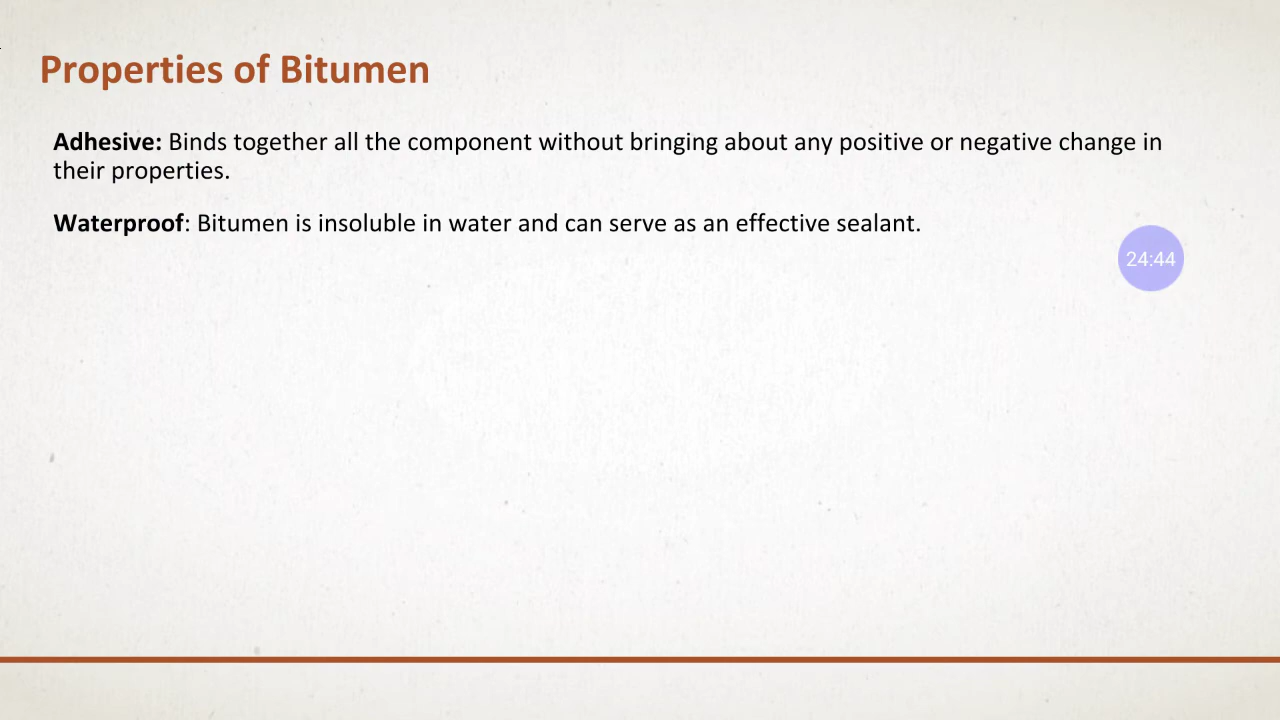 Properties of Bitumen
Adhesive: Binds together all the component without bringing about any positive or negative change in
their properties.
Waterproof: Bitumen is insoluble in water and can serve as an effective sealant.
24:44